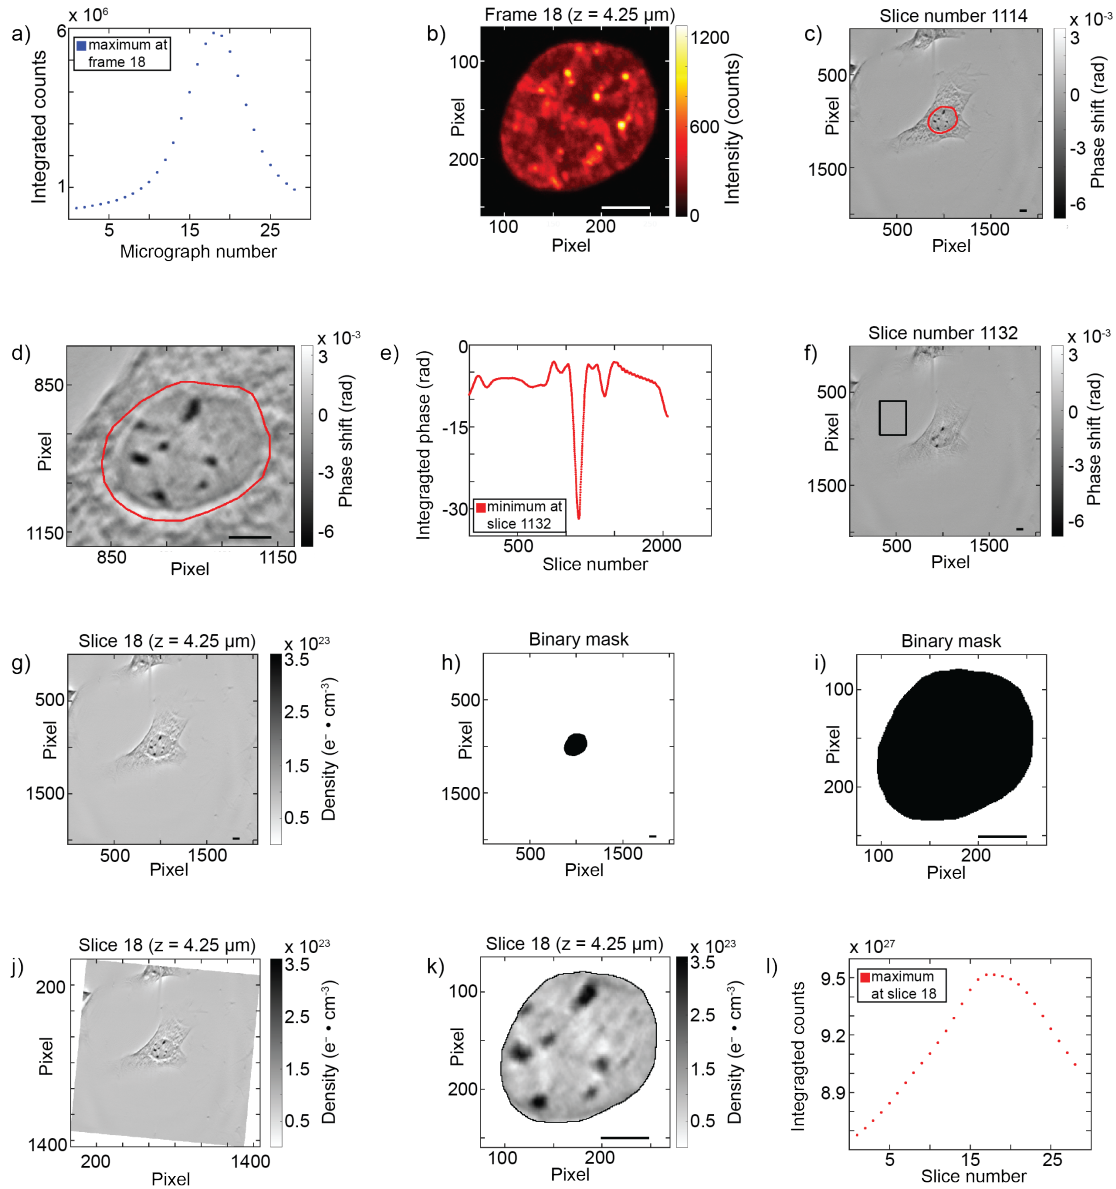 a)
x 10⁶
6
1
Integrated counts
maximum at
frame 18
5
15
25
Micrograph number
b)
Frame 18 (z = 4.25 µm)
100
200
Pixel
100
200
Pixel
1200
600
0
Intensity (counts)
c)
Slice number 1114
x 10⁻³
500
1500
Pixel
500
1500
Pixel
3
0
-3
-6
Phase shift (rad)
d)
x 10⁻³
850
1150
Pixel
850
1150
Pixel
3
0
-3
-6
Phase shift (rad)
e)
0
-15
-30
Integragted phase (rad)
minimum at
slice 1132
500
2000
Slice number
f)
Slice number 1132
x 10⁻³
500
1500
Pixel
500
1500
Pixel
3
0
-3
-6
Phase shift (rad)
g)
Slice 18 (z = 4.25 µm)
x 10²³
500
1500
Pixel
500
1500
Pixel
3.5
2.5
1.5
0.5
Density (e⁻ • cm⁻³)
h)
Binary mask
500
1500
Pixel
500
1500
Pixel
i)
Binary mask
100
200
Pixel
100
200
Pixel
j)
Slice 18 (z = 4.25 µm)
x 10²³
200
1400
Pixel
200
1400
Pixel
3.5
2.5
1.5
0.5
Density (e⁻ • cm⁻³)
k)
Slice 18 (z = 4.25 µm)
x 10²³
100
200
Pixel
100
200
Pixel
3.5
2.5
1.5
0.5
Density (e⁻ • cm⁻³)
l)
x 10²⁷
9.5
9.2
8.9
Integragted counts
maximum
at slice 18
5
15
25
Slice number